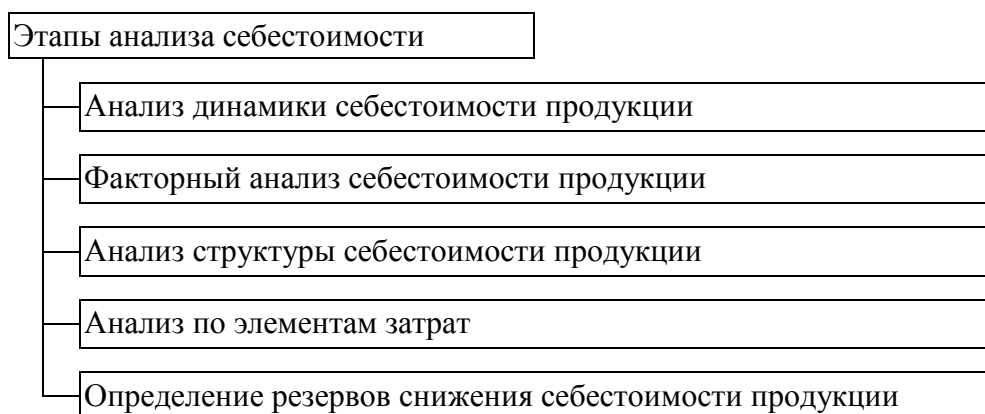 Этапы анализа себестоимости
Анализ динамики себестоимости продукции
Факторный анализ себестоимости продукции
Анализ структуры себестоимости продукции
Анализ по элементам затрат
Определение резервов снижения себестоимости продукции